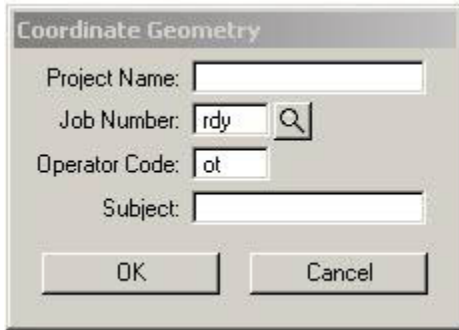 Coordinate Geometry
Project Name:
Job Number: rdy
Operator Code: ot
Subject:
OK Cancel